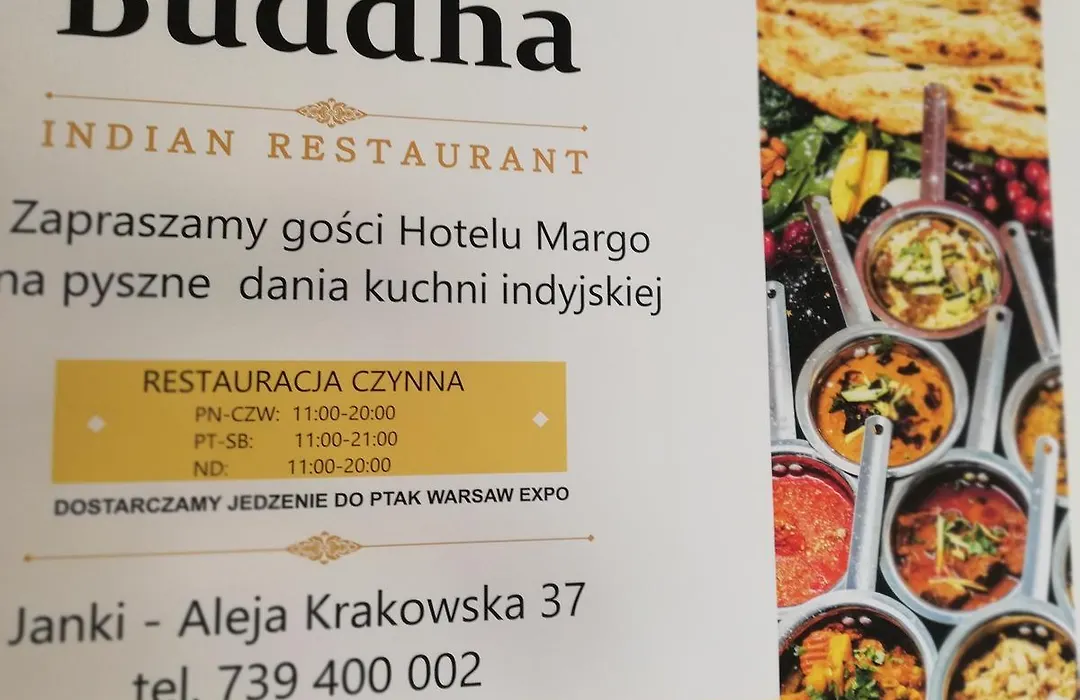 Buddha
INDIAN RESTAURANT
Zapraszamy gości Hotelu Margo
na pyszne dania kuchni indyjskiej
RESTAURACJA CZYNNA
PN-CZW: 11:00-20:00
PT-SB: 11:00-21:00
ND: 11:00-20:00
DOSTARCZAMY JEDZENIE DO PTAK WARSAW EXPO
Janki - Aleja Krakowska 37
tel. 739 400 002